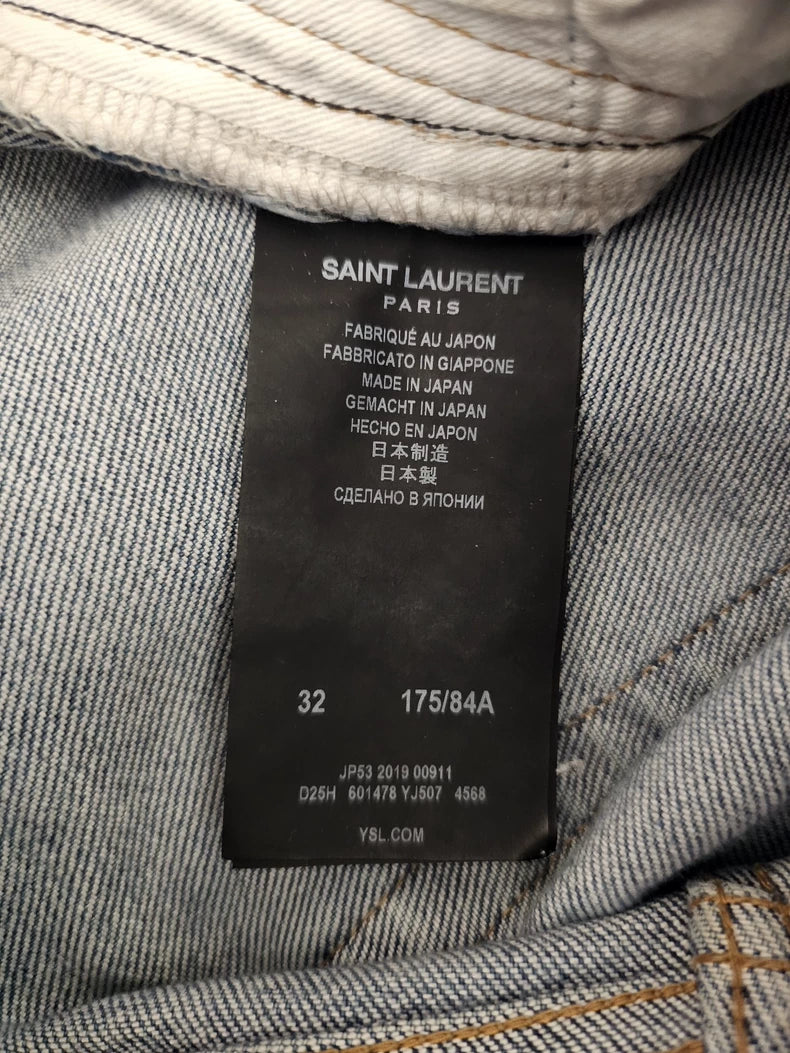 SAINT LAURENT
PARIS
FABRIQUÉ AU JAPON
FABBRICATO IN GIAPPONE
MADE IN JAPAN
GEMACHT IN JAPAN
HECHO EN JAPON
日本制造
日本製
СДЕЛАНО В ЯПОНИИ
32 175/84A
JP53 2019 00911
D25H 601478 YJ507 4568
YSL.COM